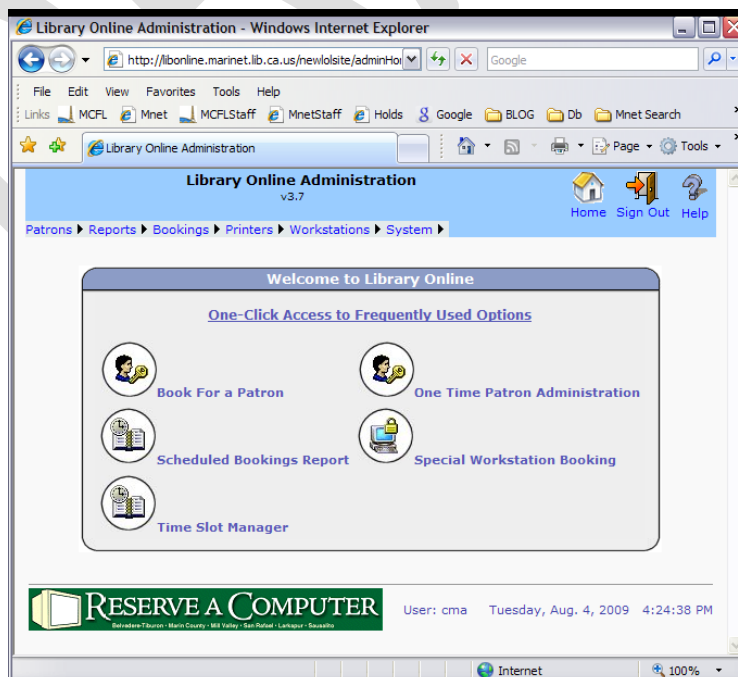 Library Online Administration - Windows Internet Explorer
http://libonline.marinet.lib.ca.us/newlolsite/adminHo
Google
File Edit View Favorites Tools Help
Links MCFL Mnet MCFLStaff MnetStaff Holds Google BLOG Db Mnet Search
Library Online Administration
Page Tools
Library Online Administration
v3.7
Home Sign Out Help
Patrons Reports Bookings Printers Workstations System
Welcome to Library Online
One-Click Access to Frequently Used Options
Book For a Patron One Time Patron Administration
Scheduled Bookings Report Special Workstation Booking
Time Slot Manager
RESERVE A COMPUTER
Belvedere-Tiburon - Marin County - Mill Valley - San Rafael - Larkspur - Sausalito
User: cma Tuesday, Aug. 4, 2009 4:24:38 PM
Internet 100%